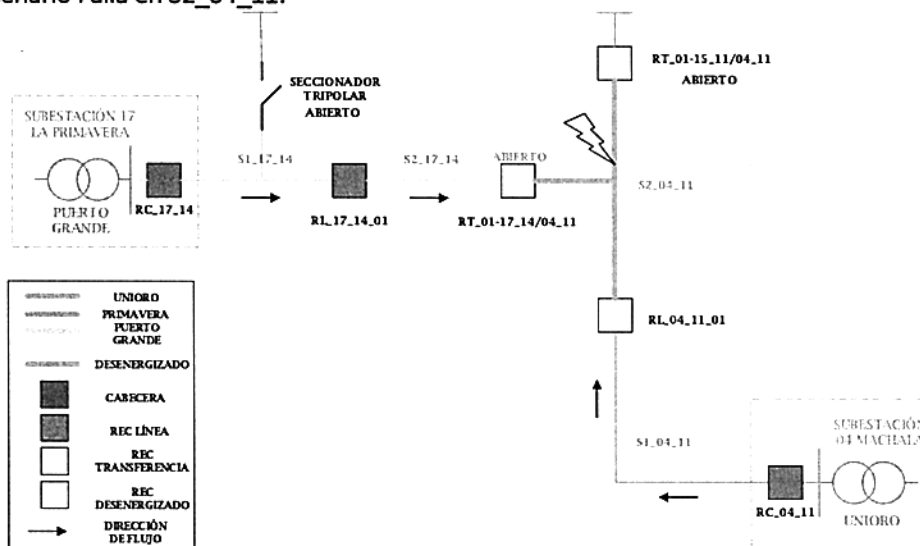 en S2_04_11.
RT_01-15_11/04_11
ABIERTO
SECCIONADOR
TRIPOLAR
ABIERTO
SUBESTACIÓN 17
LA PRIMAVERA
S1_17_14
S2_17_14
ABIERTO
S2_04_11
PUERTO
GRANDE
RC_17_14
RL_17_14_01
RT_01-17_14/04_11
UNIORO
PRIMAVERA
PUERTO
GRANDE
DESENERGIZADO
CABECERA
REC LÍNEA
REC
TRANSFERENCIA
REC
DESENERGIZADO
DIRECCIÓN
DE FLUJO
RL_04_11_01
S1_04_11
SUBESTACIÓN
04 MACHALA
RC_04_11
UNIORO